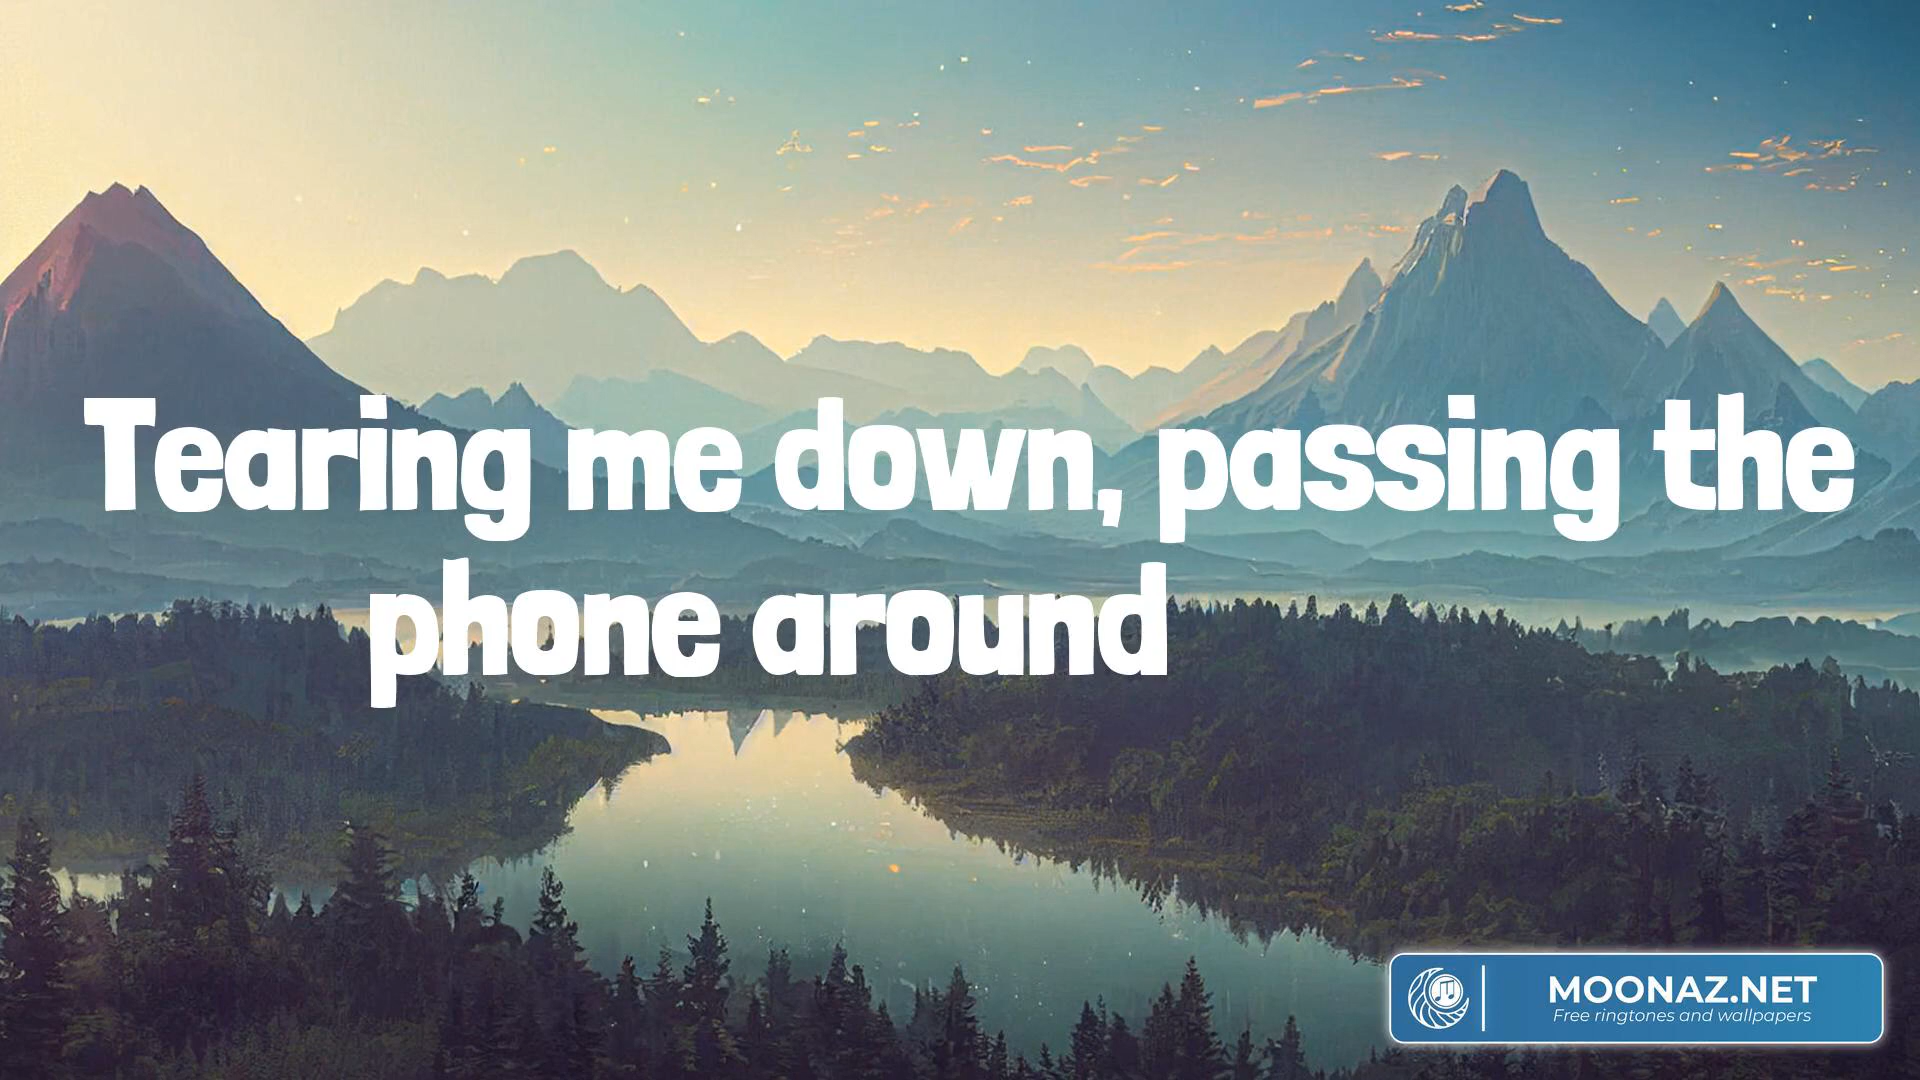 Tearing me down, passing the
phone around
MOONAZ.NET
Free ringtones and wallpapers